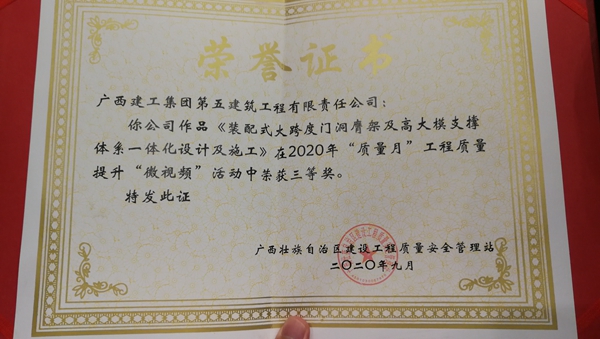 荣誉证书
广西建工集团第五建筑工程有限责任公司：
你公司作品《装配式大跨度门洞膺架及高大模支撑
体系一体化设计及施工》在2020年“质量月”工程质量
提升“微视频”活动中荣获三等奖。
特发此证
广西壮族自治区建设工程质量安全管理站
二〇二〇年九月